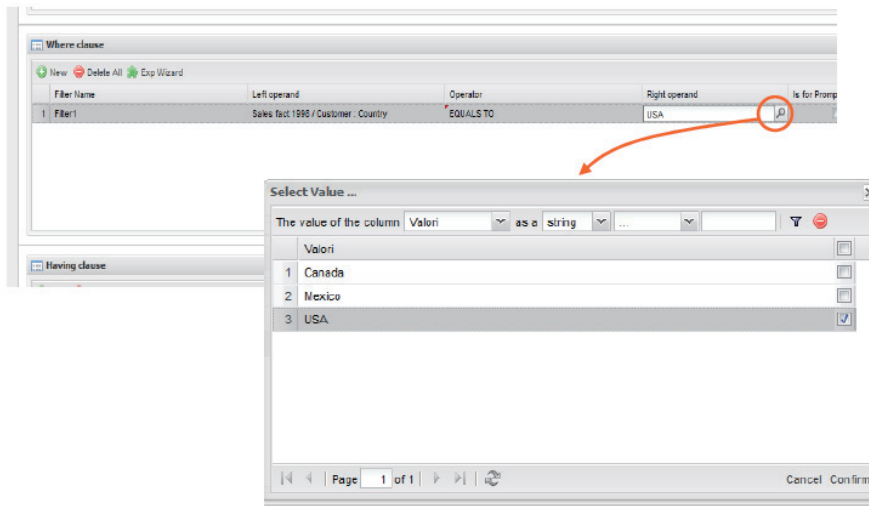 Where clause
New Delete All Exp Wizard
Filter Name Left operand Operator Right operand Is for Promp
1 Filter1 Sales fact 1998 / Customer : Country EQUALS TO USA
Select Value ...
The value of the column Valori as a string ...
Valori
1 Canada
2 Mexico
3 USA
Having clause
Page 1 of 1 Cancel Confirm